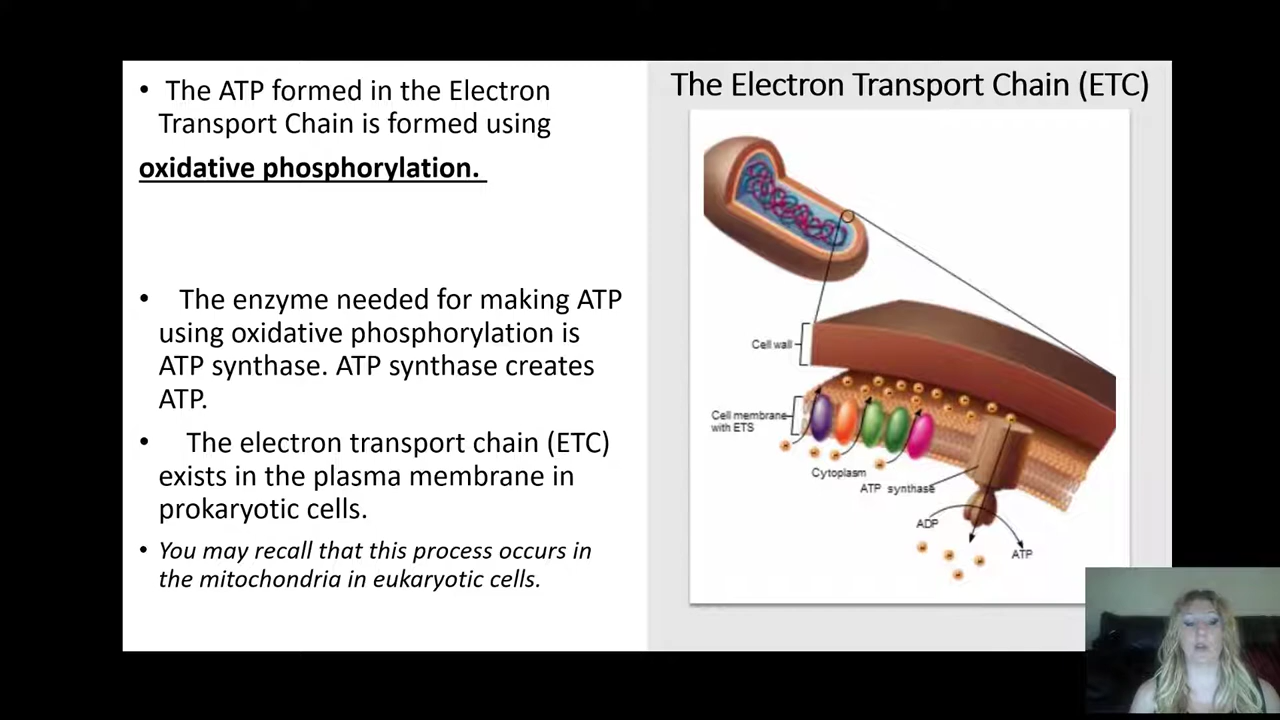 • The ATP formed in the Electron
Transport Chain is formed using
oxidative phosphorylation.
• The enzyme needed for making ATP
using oxidative phosphorylation is
ATP synthase. ATP synthase creates
ATP.
• The electron transport chain (ETC)
exists in the plasma membrane in
prokaryotic cells.
• You may recall that this process occurs in
the mitochondria in eukaryotic cells.
The Electron Transport Chain (ETC)
Cell wall
Cell membrane
with ETS
Cytoplasm
ATP synthase
ADP
ATP